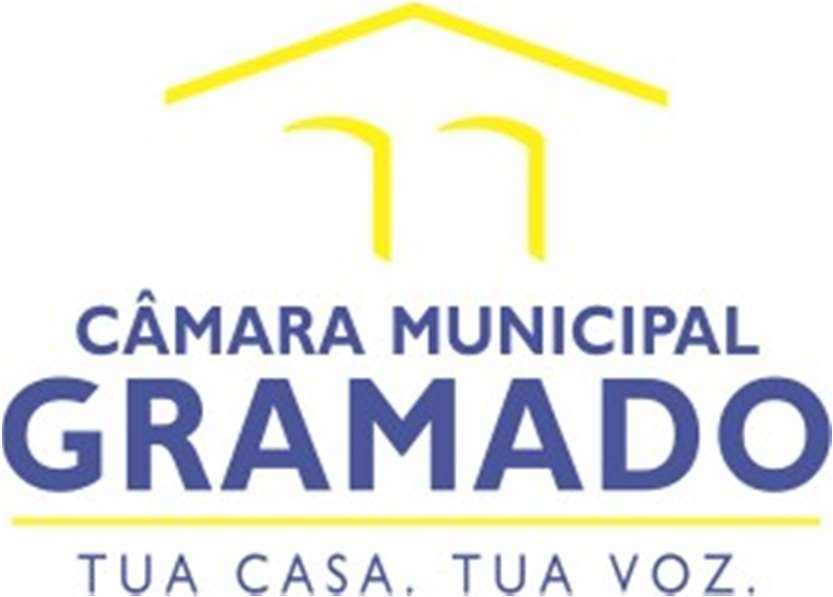 CÂMARA MUNICIPAL
GRAMADO
TUA CASA. TUA VOZ.